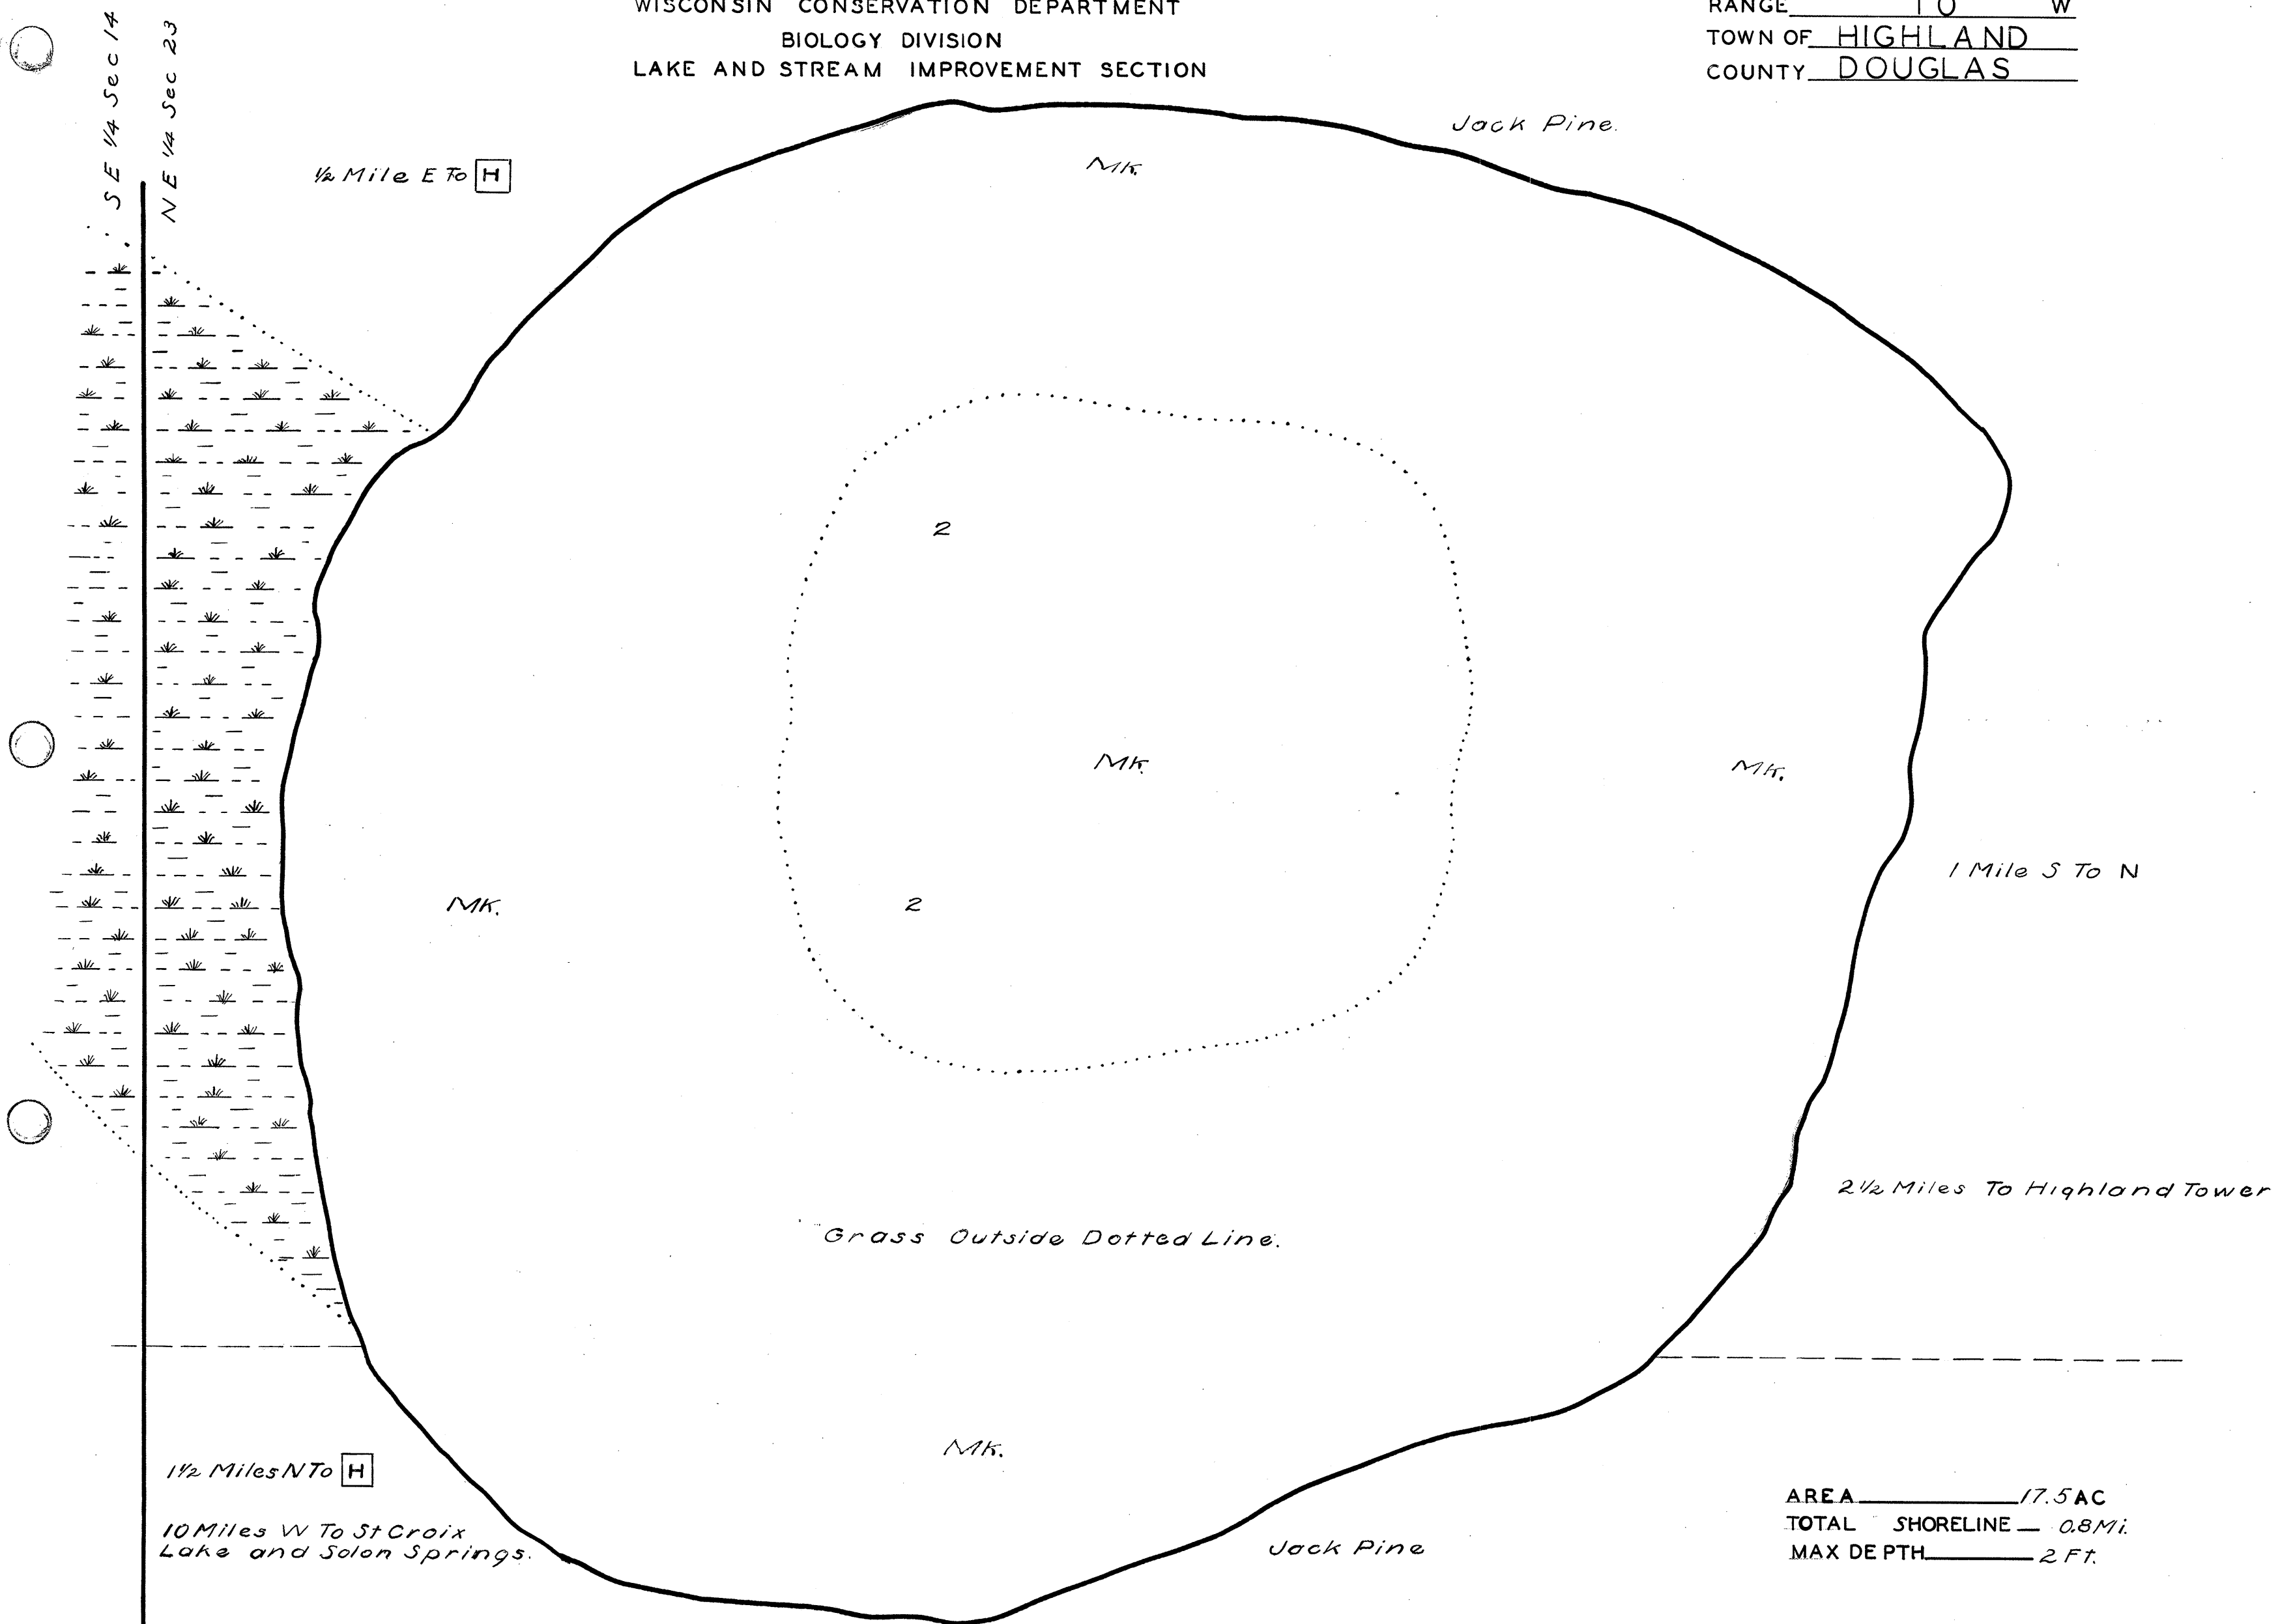 WISCONSIN CONSERVATION DEPARTMENT
BIOLOGY DIVISION
LAKE AND STREAM IMPROVEMENT SECTION
RANGE 10 W
TOWN OF HIGHLAND
COUNTY DOUGLAS
SE 1/4 Sec 14
NE 1/4 Sec 23
1/2 Mile E To H
Jack Pine.
MK.
2
MK.
MK.
MK.
2
1 Mile S To N
2 1/2 Miles To Highland Tower
Grass Outside Dotted Line.
MK.
1 1/2 Miles N To H
10 Miles W To St Croix
Lake and Solon Springs.
Jack Pine
AREA 17.5 AC
TOTAL SHORELINE 0.8 Mi.
MAX DEPTH 2 Ft.